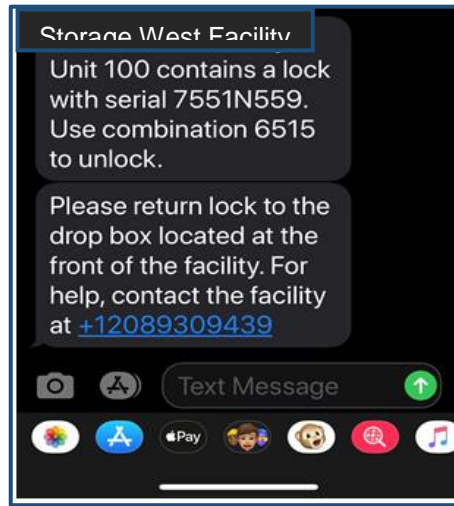 Storage West Facility
Unit 100 contains a lock
with serial 7551N559.
Use combination 6515
to unlock.
Please return lock to the
drop box located at the
front of the facility. For
help, contact the facility
at +12089309439
Text Message
Pay